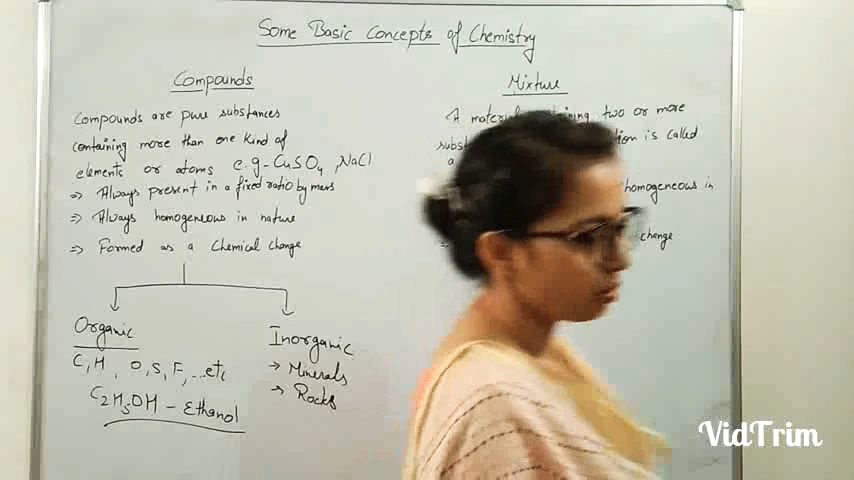 Some Basic Concepts of Chemistry
Compounds
Compounds are pure substances
containing more than one kind of
elements or atoms e.g - CuSO4, NaCl
⇒ Always present in a fixed ratio by mass
⇒ Always homogeneous in nature
⇒ Formed as a Chemical change
Organic
C, H, O, S, F, ...etc
C2H5OH - Ethanol
Inorganic
→ Minerals
→ Rocks
Mixture
A two or more
is called
a
homogeneous in
change
VidTrim